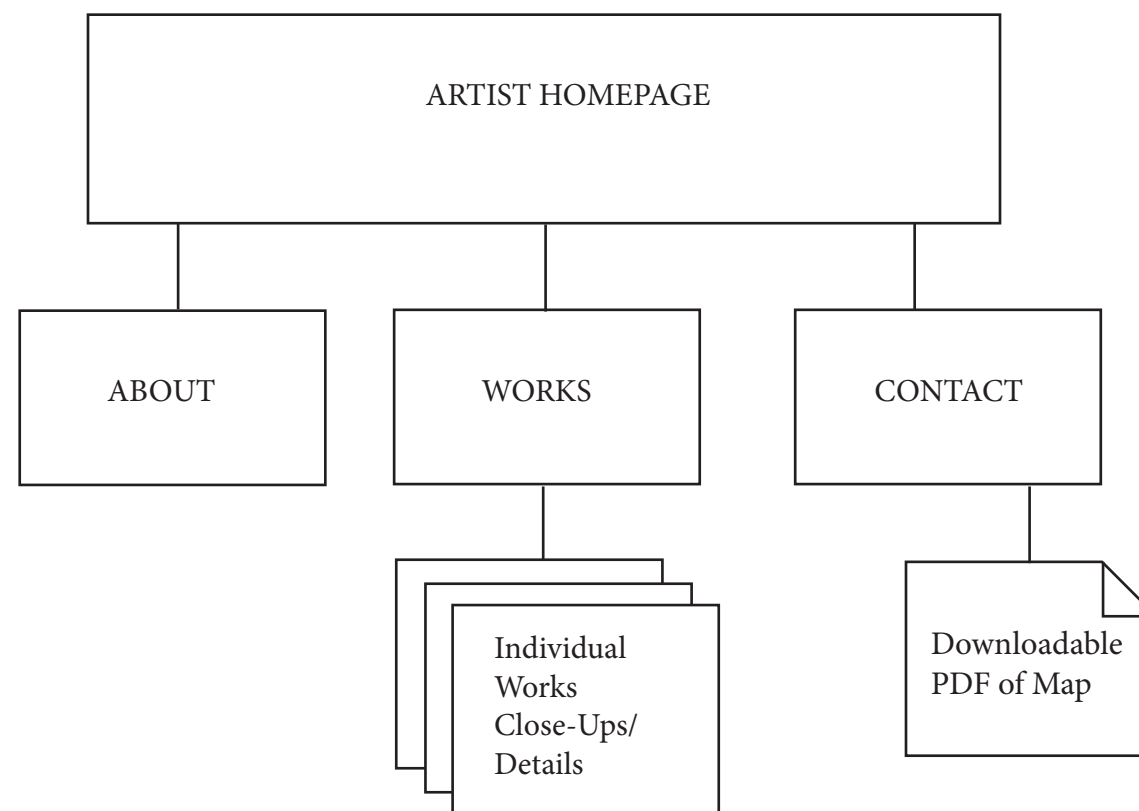 ARTIST HOMEPAGE
ABOUT
WORKS
CONTACT
Individual
Works
Close-Ups/
Details
Downloadable
PDF of Map